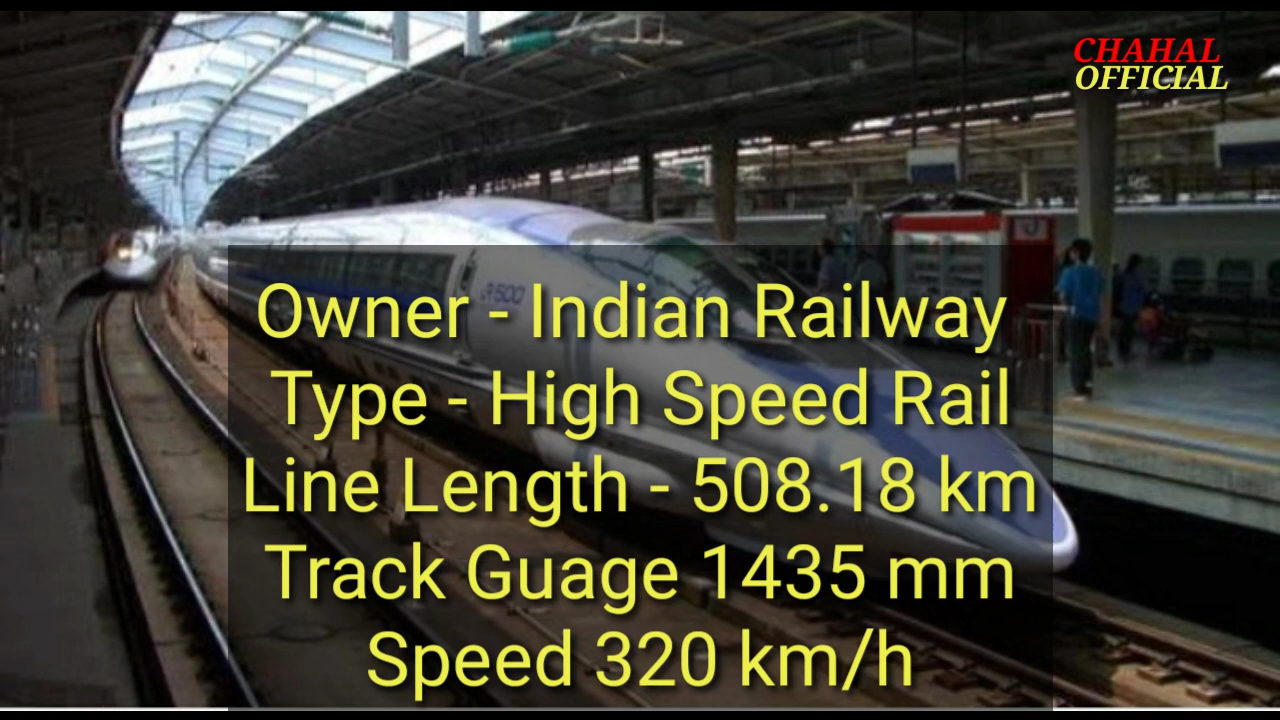 CHAHAL
OFFICIAL
JR500
Owner - Indian Railway
Type - High Speed Rail
Line Length - 508.18 km
Track Guage 1435 mm
Speed 320 km/h